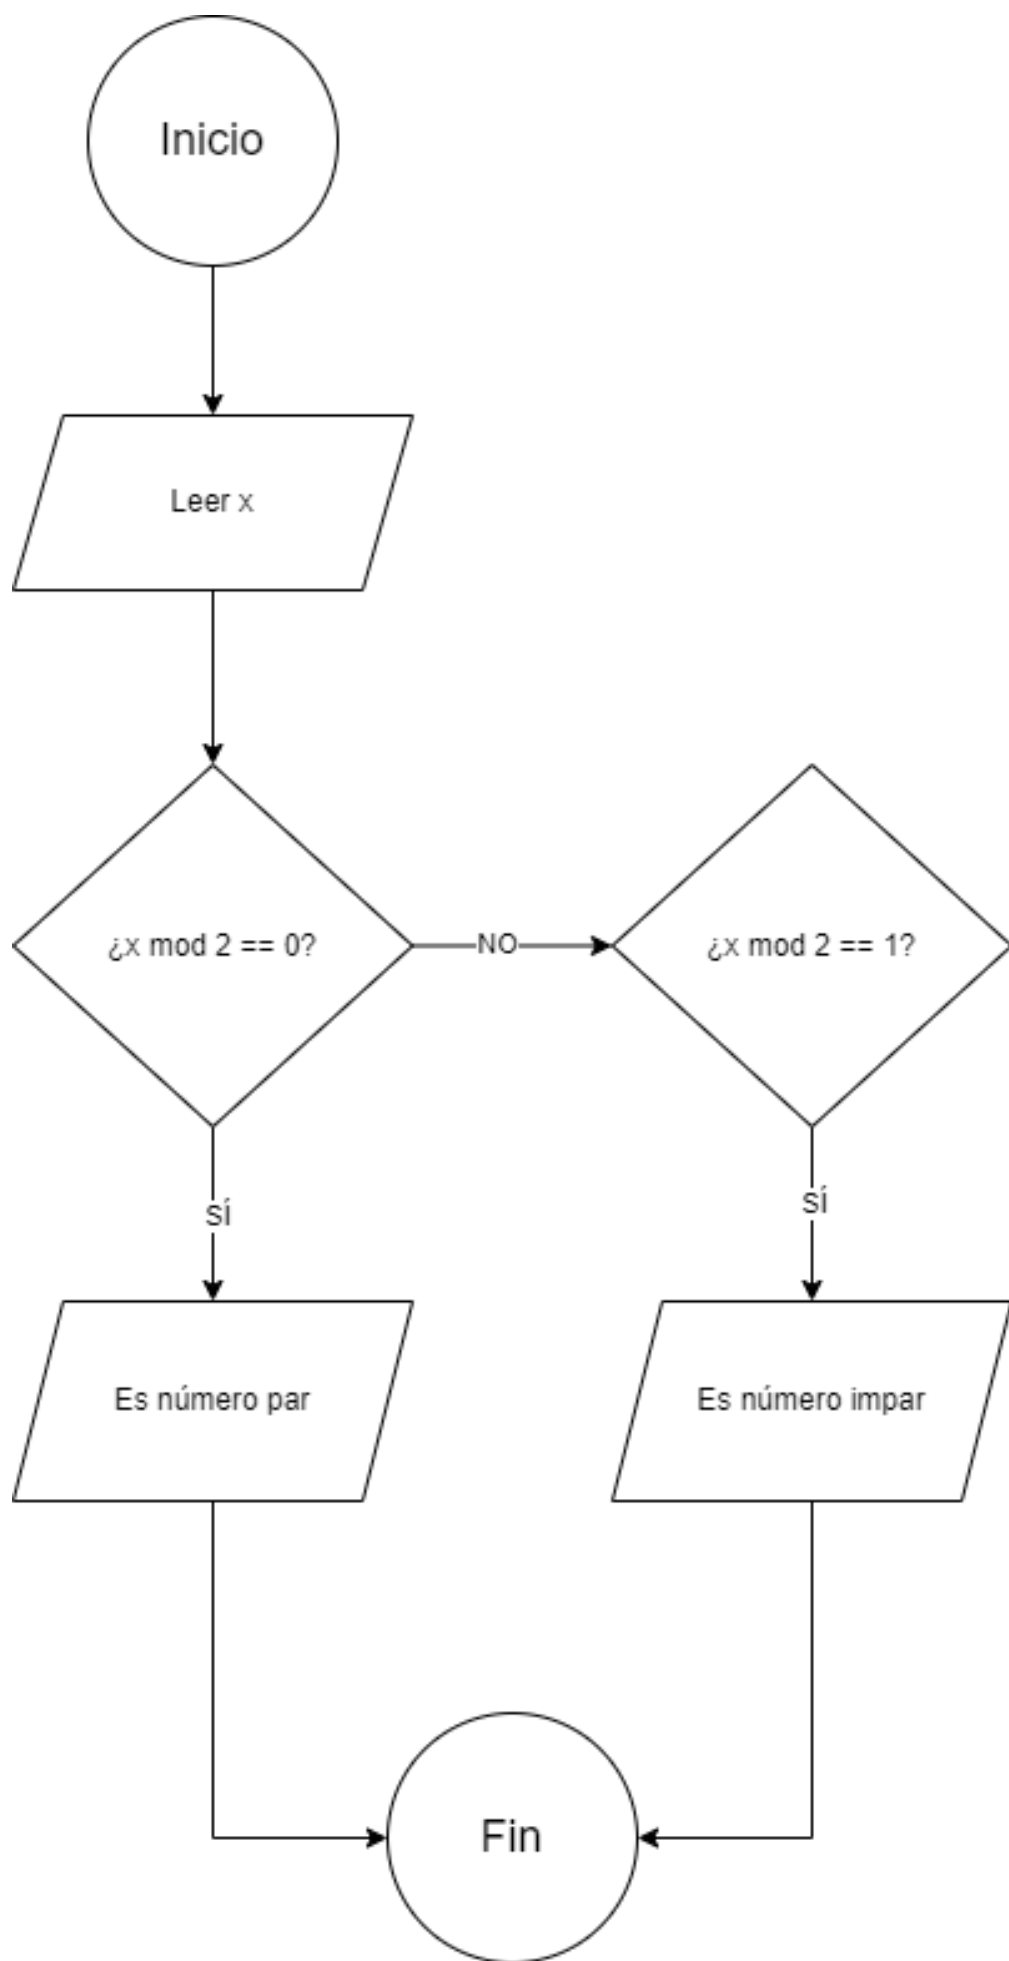 Inicio
Leer x
¿x mod 2 == 0?
NO
¿x mod 2 == 1?
SÍ
SÍ
Es número par
Es número impar
Fin